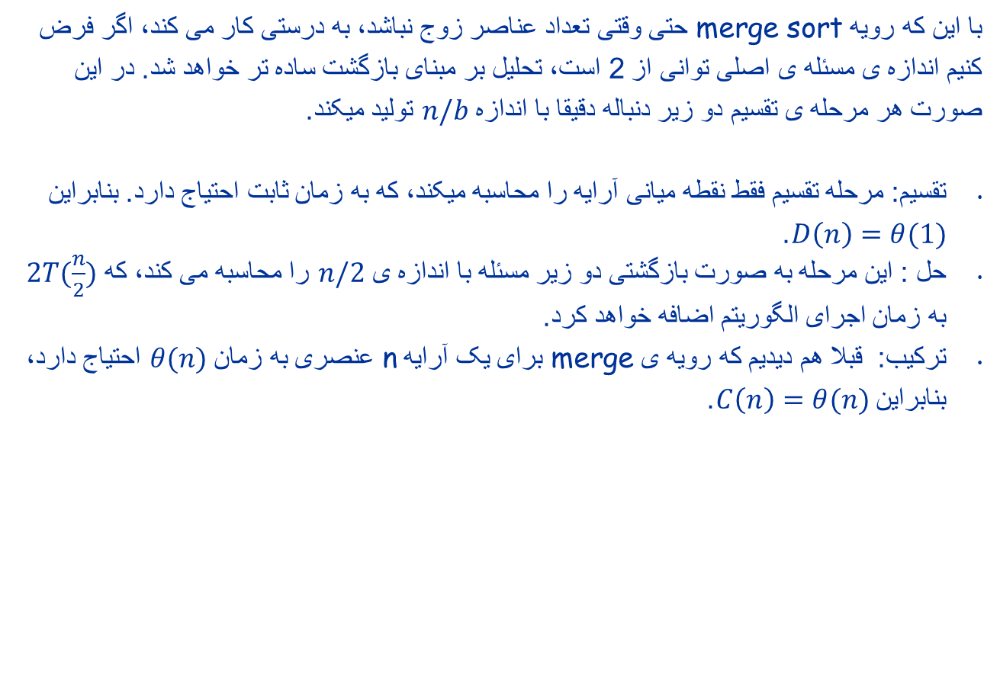 با این که رویه merge sort حتی وقتی تعداد عناصر زوج نباشد، به درستی کار می کند، اگر فرض
کنیم اندازه ی مسئله ی اصلی توانی از 2 است، تحلیل بر مبنای بازگشت ساده تر خواهد شد. در این
صورت هر مرحله ی تقسیم دو زیر دنباله دقیقا با اندازه n/b تولید میکند.
. تقسیم: مرحله تقسیم فقط نقطه میانی آرایه را محاسبه میکند، که به زمان ثابت احتیاج دارد. بنابراین
D(n) = θ(1).
. حل : این مرحله به صورت بازگشتی دو زیر مسئله با اندازه ی n/2 را محاسبه می کند، که 2T(n/2)
به زمان اجرای الگوریتم اضافه خواهد کرد.
. ترکیب: قبلا هم دیدیم که رویه ی merge برای یک آرایه n عنصری به زمان θ(n) احتیاج دارد،
بنابراین C(n) = θ(n).